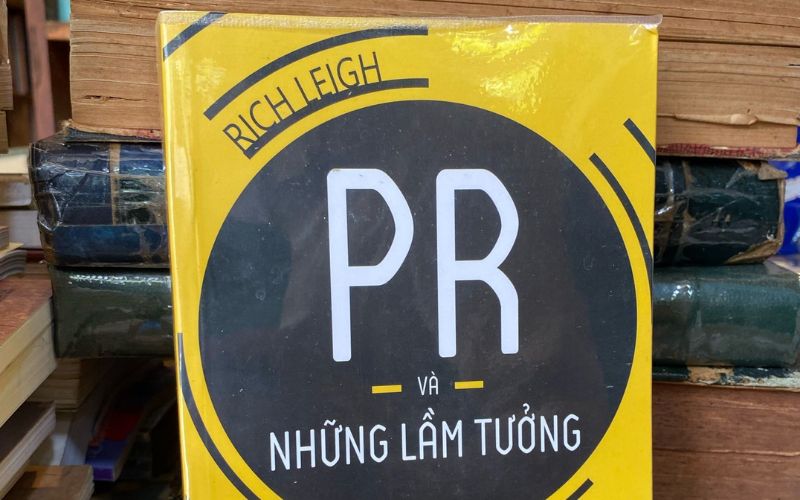 RICH LEIGH
PR
VÀ
NHỮNG LẦM TƯỞNG